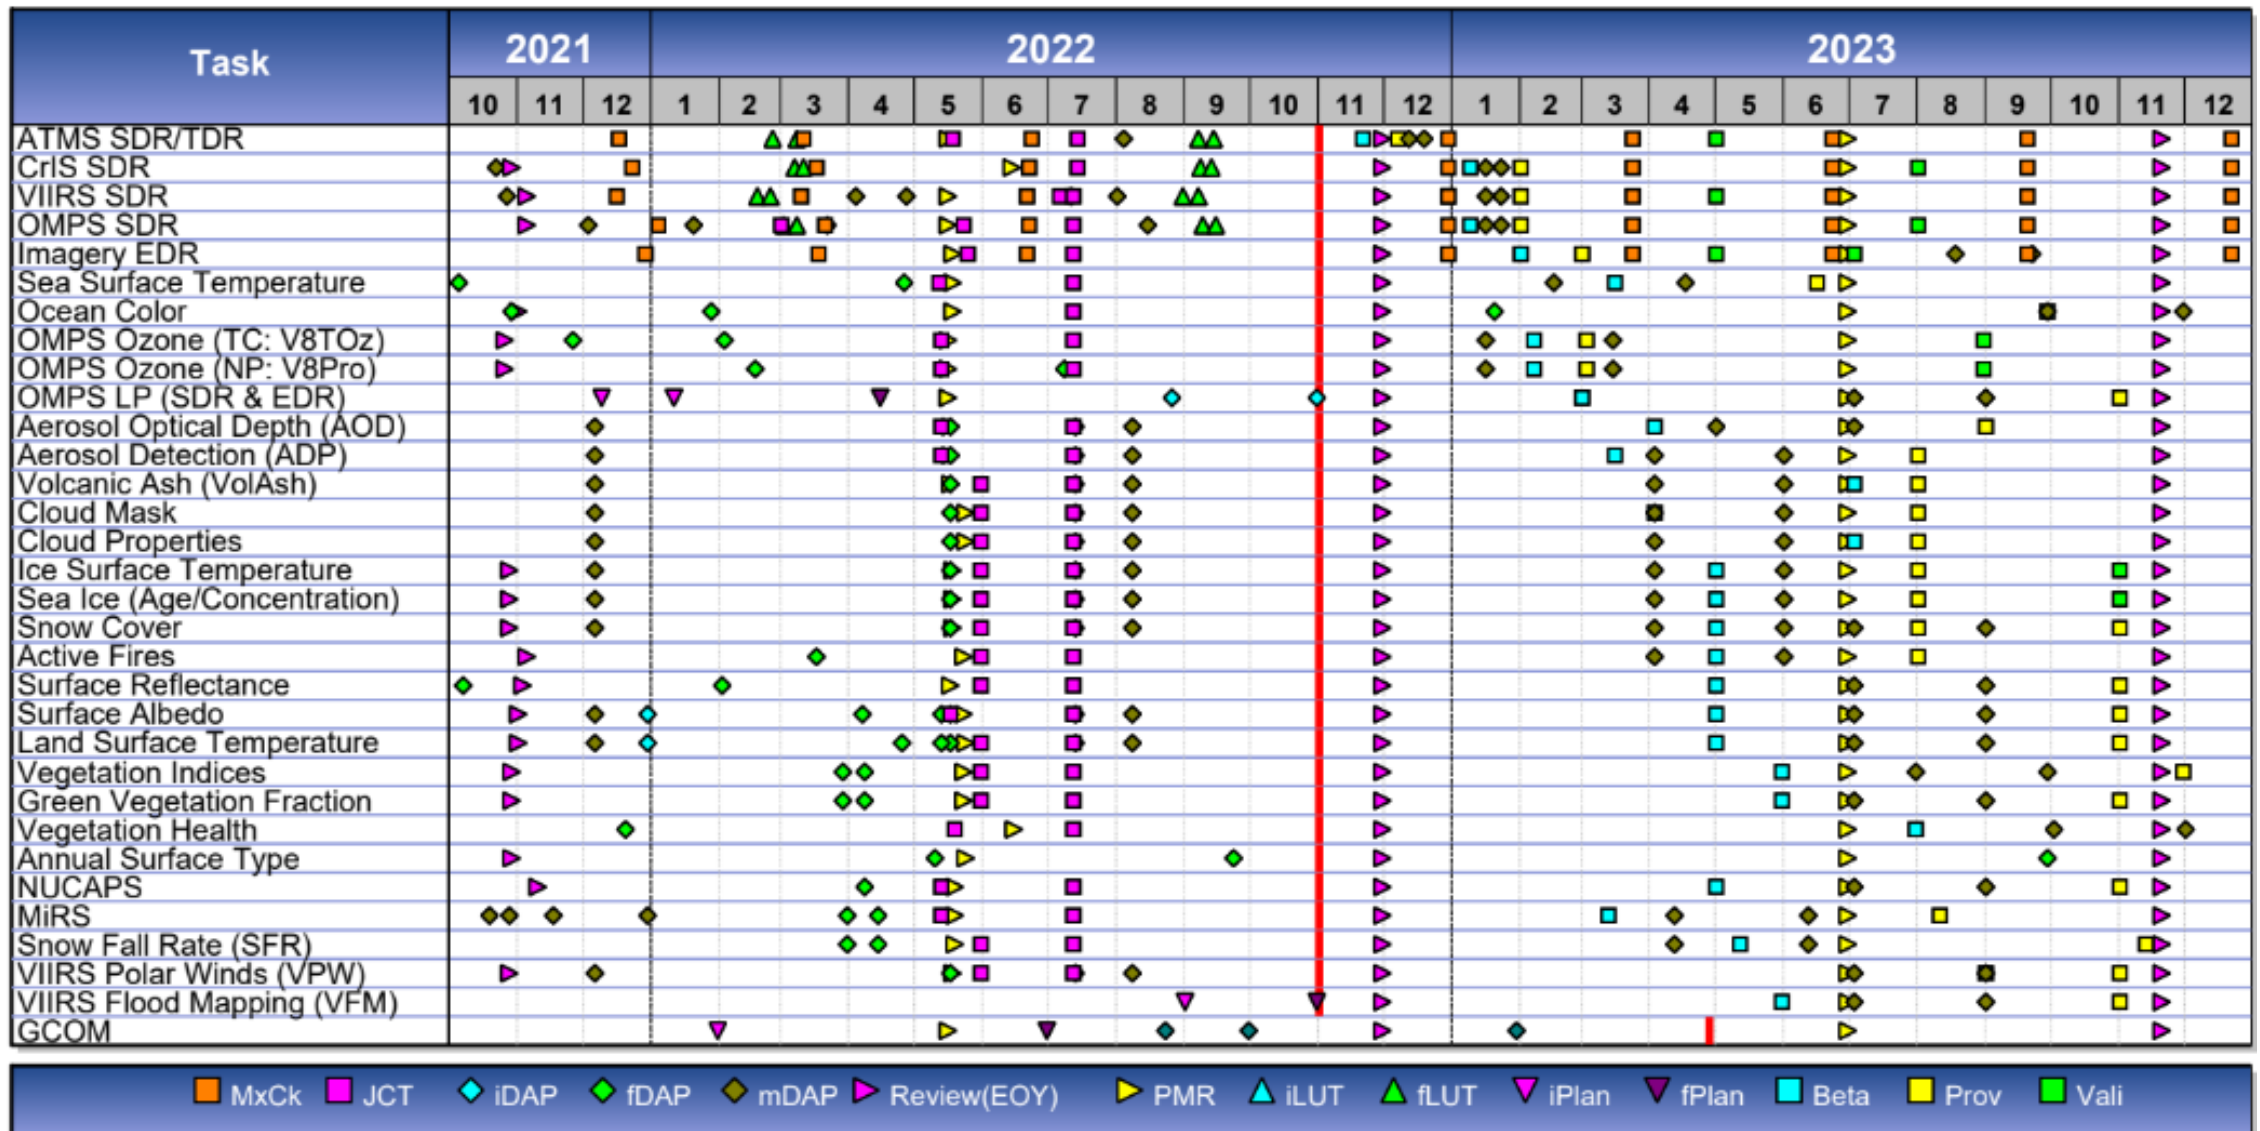 Task 2021 2022 2023
10 11 12 1 2 3 4 5 6 7 8 9 10 11 12 1 2 3 4 5 6 7 8 9 10 11 12
ATMS SDR/TDR
CrIS SDR
VIIRS SDR
OMPS SDR
Imagery EDR
Sea Surface Temperature
Ocean Color
OMPS Ozone (TC: V8TOz)
OMPS Ozone (NP: V8Pro)
OMPS LP (SDR & EDR)
Aerosol Optical Depth (AOD)
Aerosol Detection (ADP)
Volcanic Ash (VolAsh)
Cloud Mask
Cloud Properties
Ice Surface Temperature
Sea Ice (Age/Concentration)
Snow Cover
Active Fires
Surface Reflectance
Surface Albedo
Land Surface Temperature
Vegetation Indices
Green Vegetation Fraction
Vegetation Health
Annual Surface Type
NUCAPS
MiRS
Snow Fall Rate (SFR)
VIIRS Polar Winds (VPW)
VIIRS Flood Mapping (VFM)
GCOM
MxCk JCT iDAP fDAP mDAP Review(EOY) PMR iLUT fLUT iPlan fPlan Beta Prov Vali